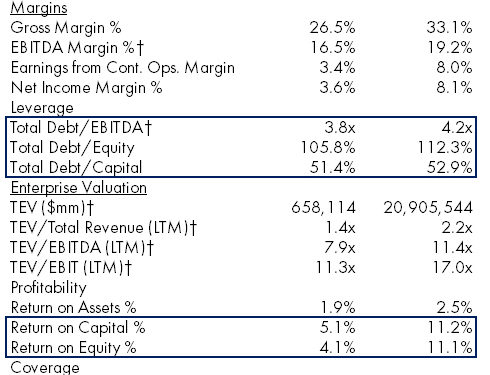 Margins
Gross Margin % 26.5% 33.1%
EBITDA Margin %† 16.5% 19.2%
Earnings from Cont. Ops. Margin 3.4% 8.0%
Net Income Margin % 3.6% 8.1%
Leverage
Total Debt/EBITDA† 3.8x 4.2x
Total Debt/Equity 105.8% 112.3%
Total Debt/Capital 51.4% 52.9%
Enterprise Valuation
TEV ($mm)† 658,114 20,905,544
TEV/Total Revenue (LTM)† 1.4x 2.2x
TEV/EBITDA (LTM)† 7.9x 11.4x
TEV/EBIT (LTM)† 11.3x 17.0x
Profitability
Return on Assets % 1.9% 2.5%
Return on Capital % 5.1% 11.2%
Return on Equity % 4.1% 11.1%
Coverage